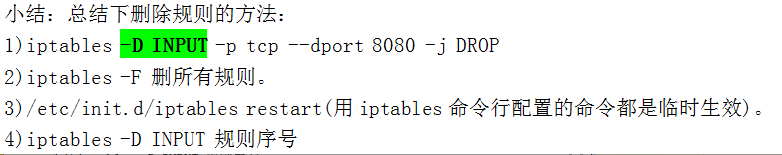 小结：总结下删除规则的方法：
1)iptables -D INPUT -p tcp --dport 8080 -j DROP
2)iptables -F 删所有规则。
3)/etc/init.d/iptables restart(用 iptables 命令行配置的命令都是临时生效)。
4)iptables -D INPUT 规则序号